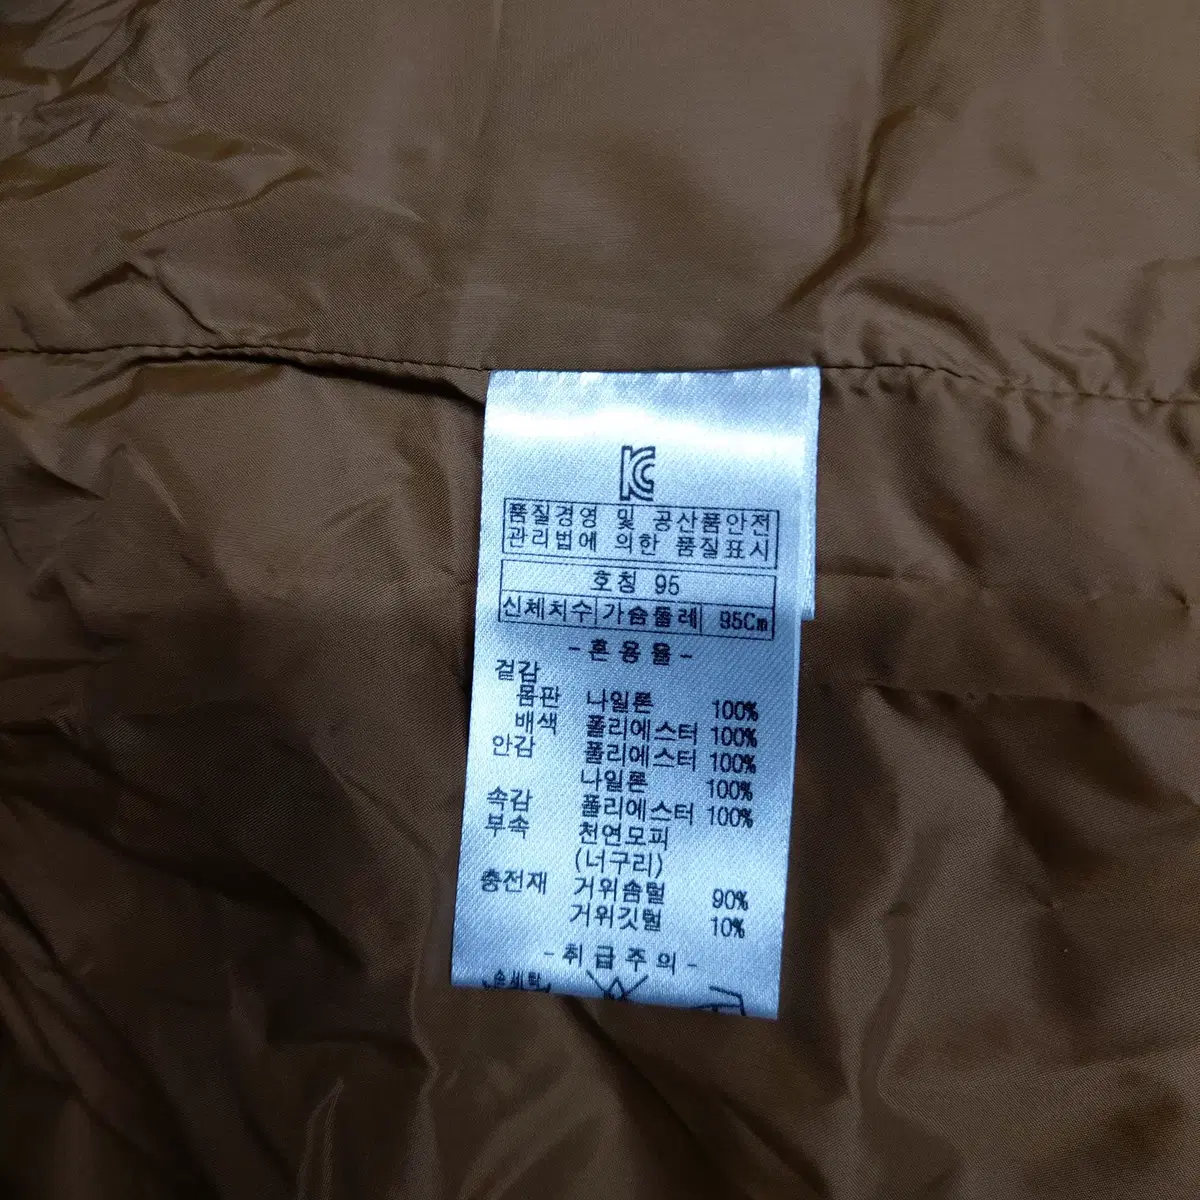 KC
품질경영 및 공산품안전
관리법에 의한 품질표시
호칭 95
신체치수 가슴둘레 95Cm
-혼용율-
겉감
몸판 나일론 100%
배색 폴리에스터 100%
안감 폴리에스터 100%
나일론 100%
속감 폴리에스터 100%
부속 천연모피
(너구리)
충전재 거위솜털 90%
거위깃털 10%
-취급주의-
손세탁